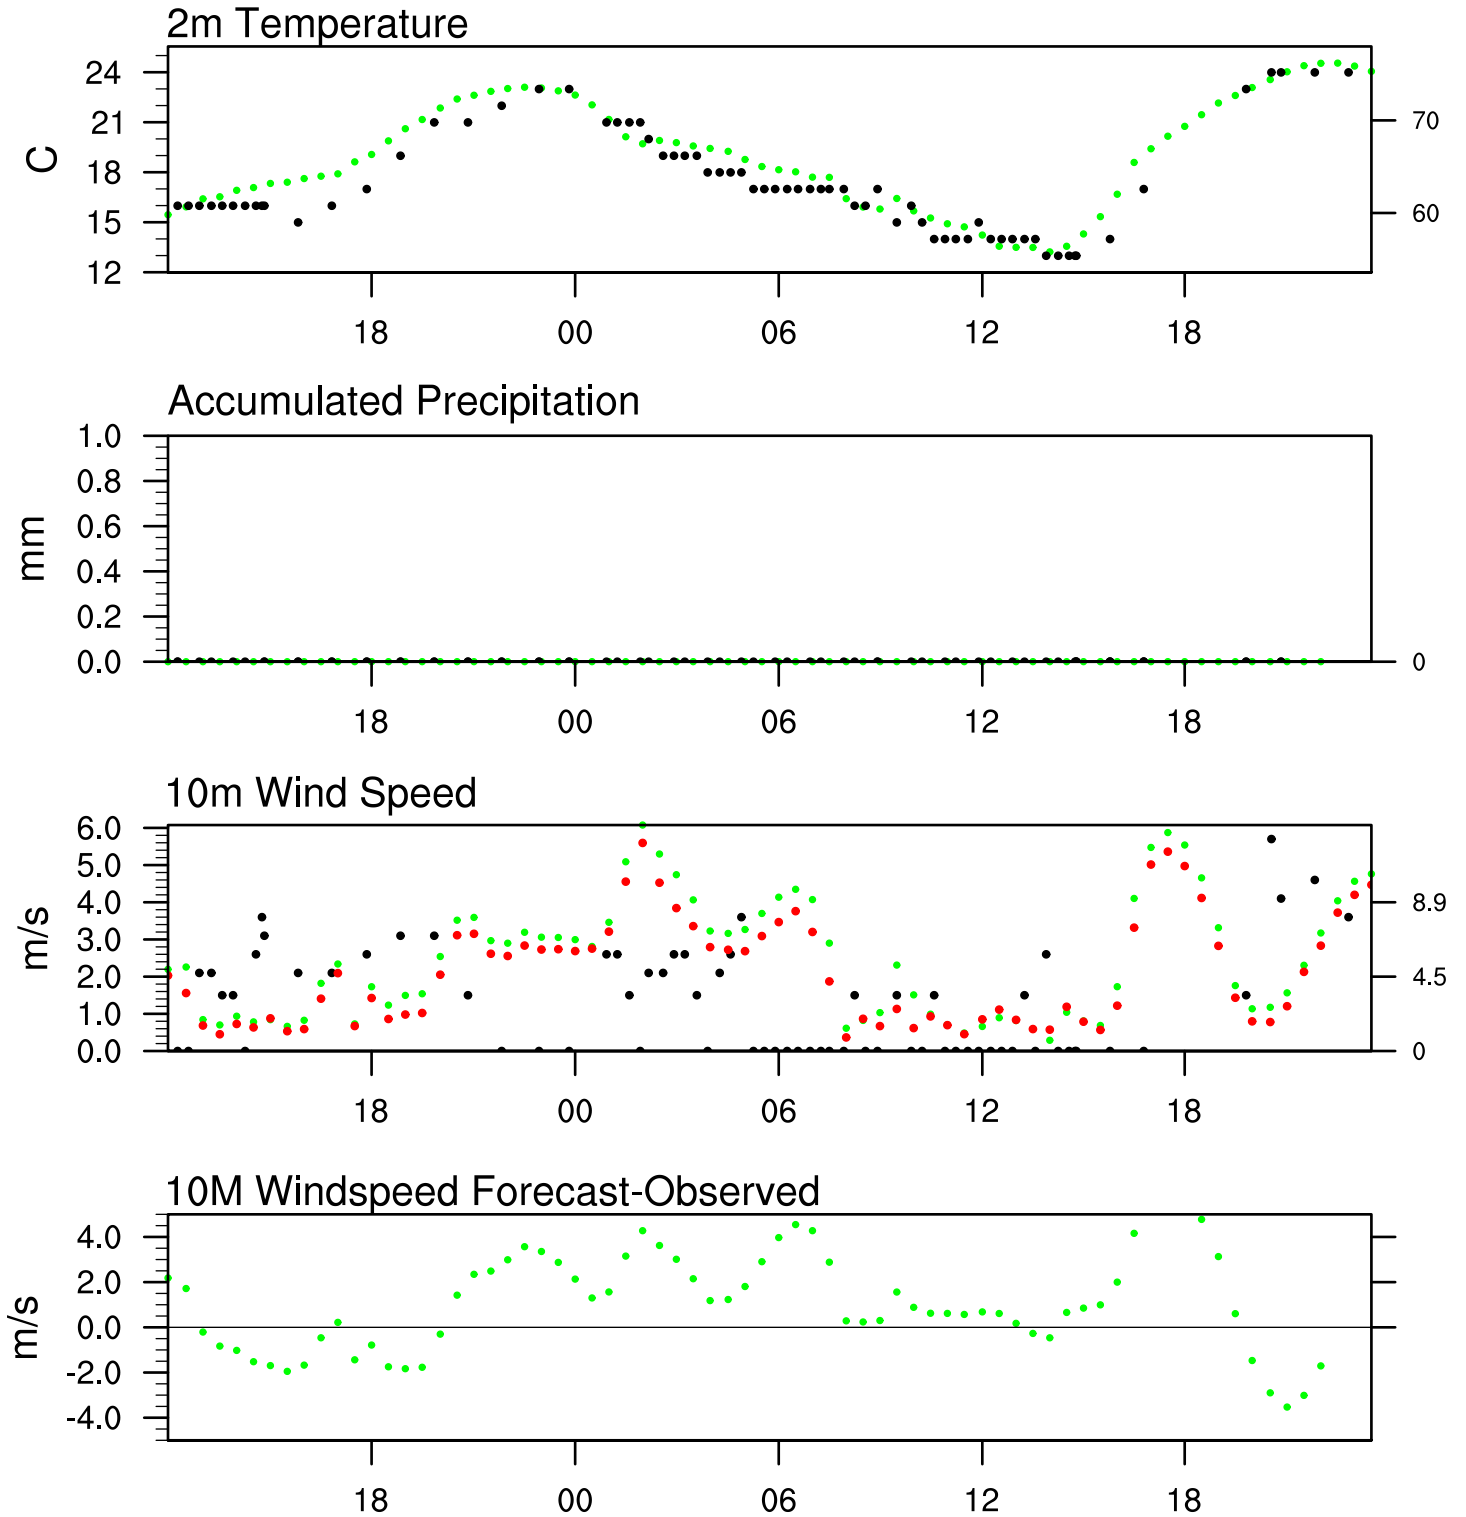 2m Temperature
24
21
18
15
12
C
70
60
18 00 06 12 18
Accumulated Precipitation
1.0
0.8
0.6
0.4
0.2
0.0
mm
0
18 00 06 12 18
10m Wind Speed
6.0
5.0
4.0
3.0
2.0
1.0
0.0
m/s
8.9
4.5
0
18 00 06 12 18
10M Windspeed Forecast-Observed
4.0
2.0
0.0
-2.0
-4.0
m/s
18 00 06 12 18